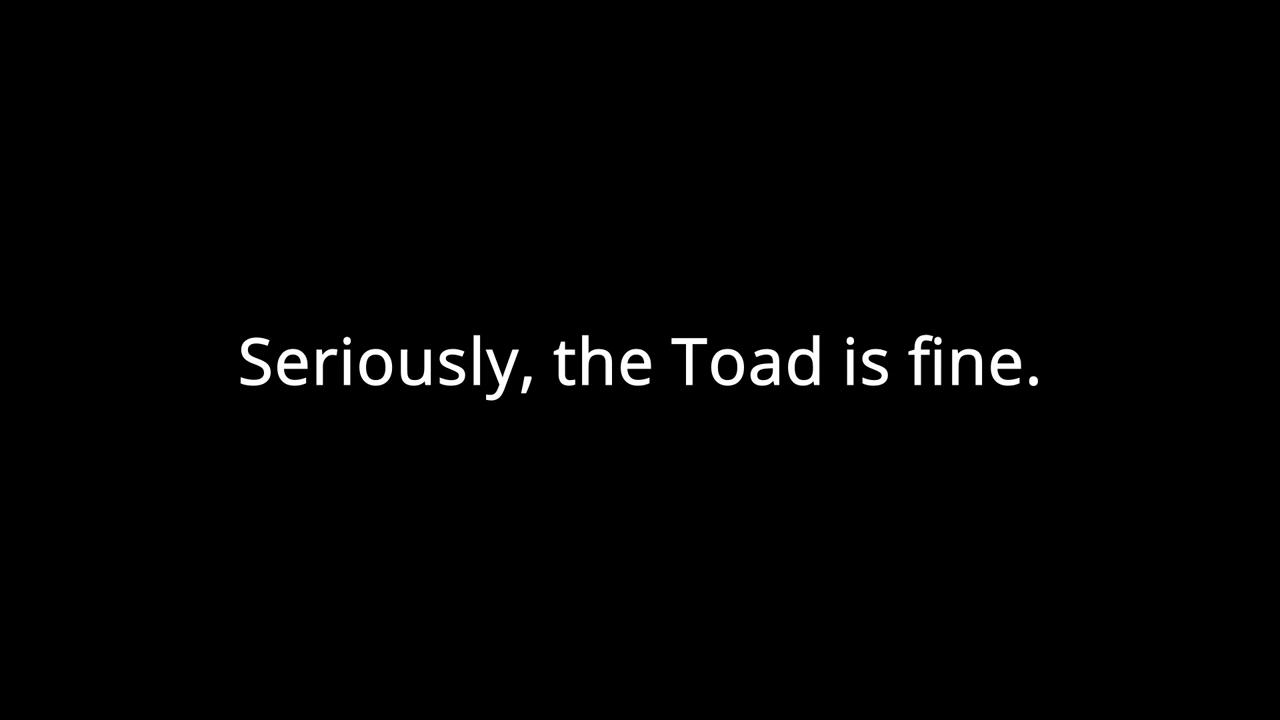 Seriously, the Toad is fine.